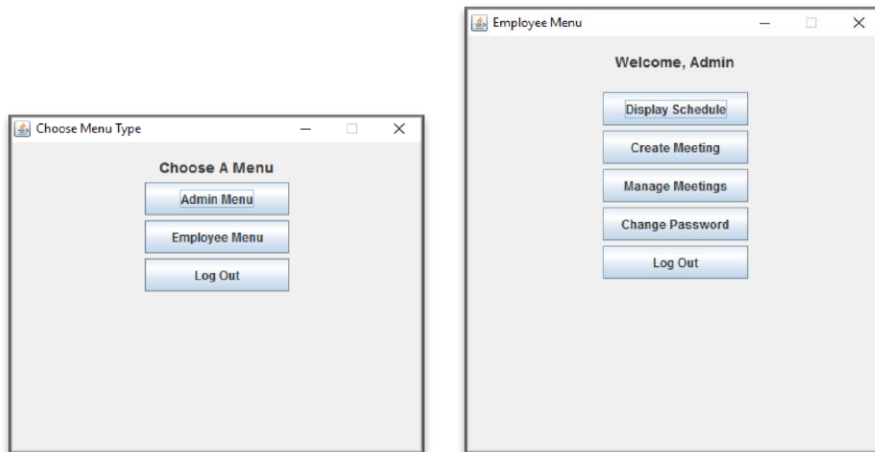 Choose Menu Type
Choose A Menu
Admin Menu
Employee Menu
Log Out
Employee Menu
Welcome, Admin
Display Schedule
Create Meeting
Manage Meetings
Change Password
Log Out